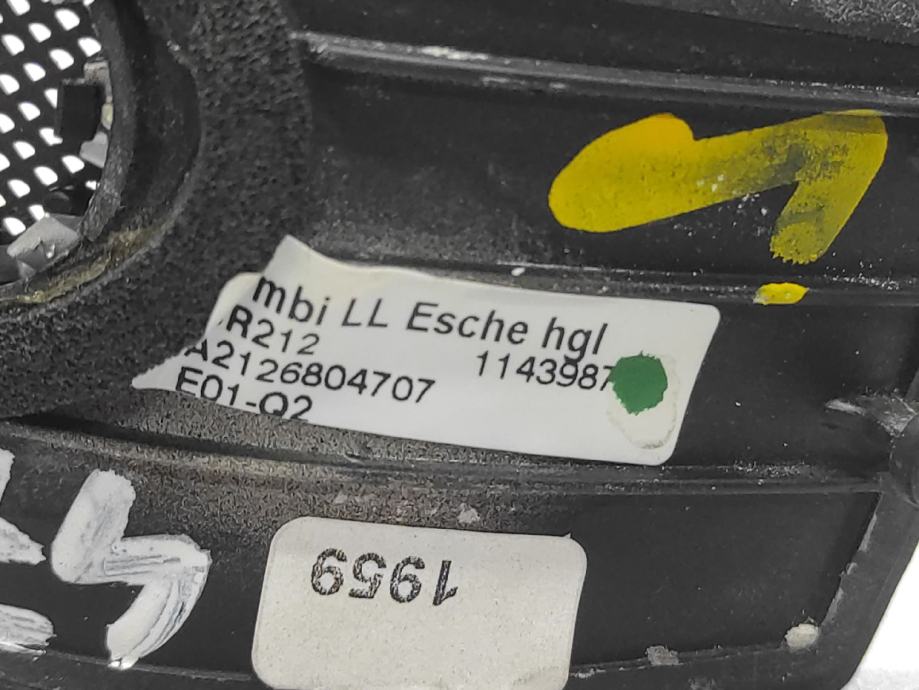 mbi LL Esche hgl
R212 1143987
A2126804707
E01-Q2
1959